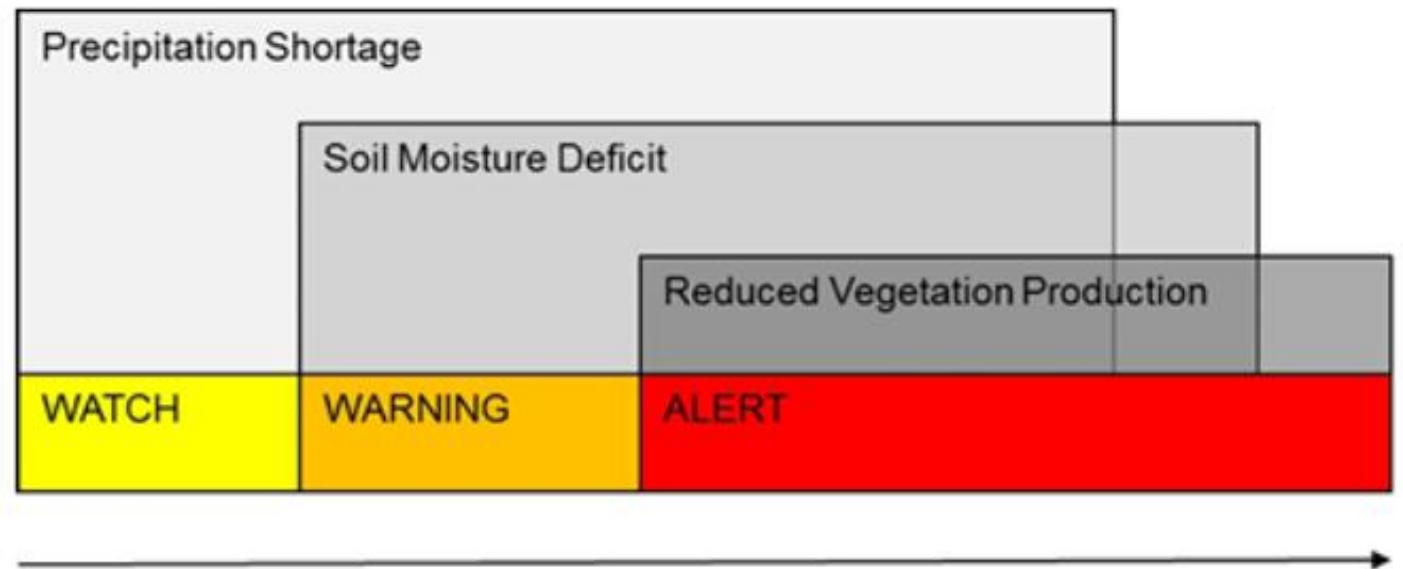 Precipitation Shortage
Soil Moisture Deficit
Reduced Vegetation Production
WATCH
WARNING
ALERT